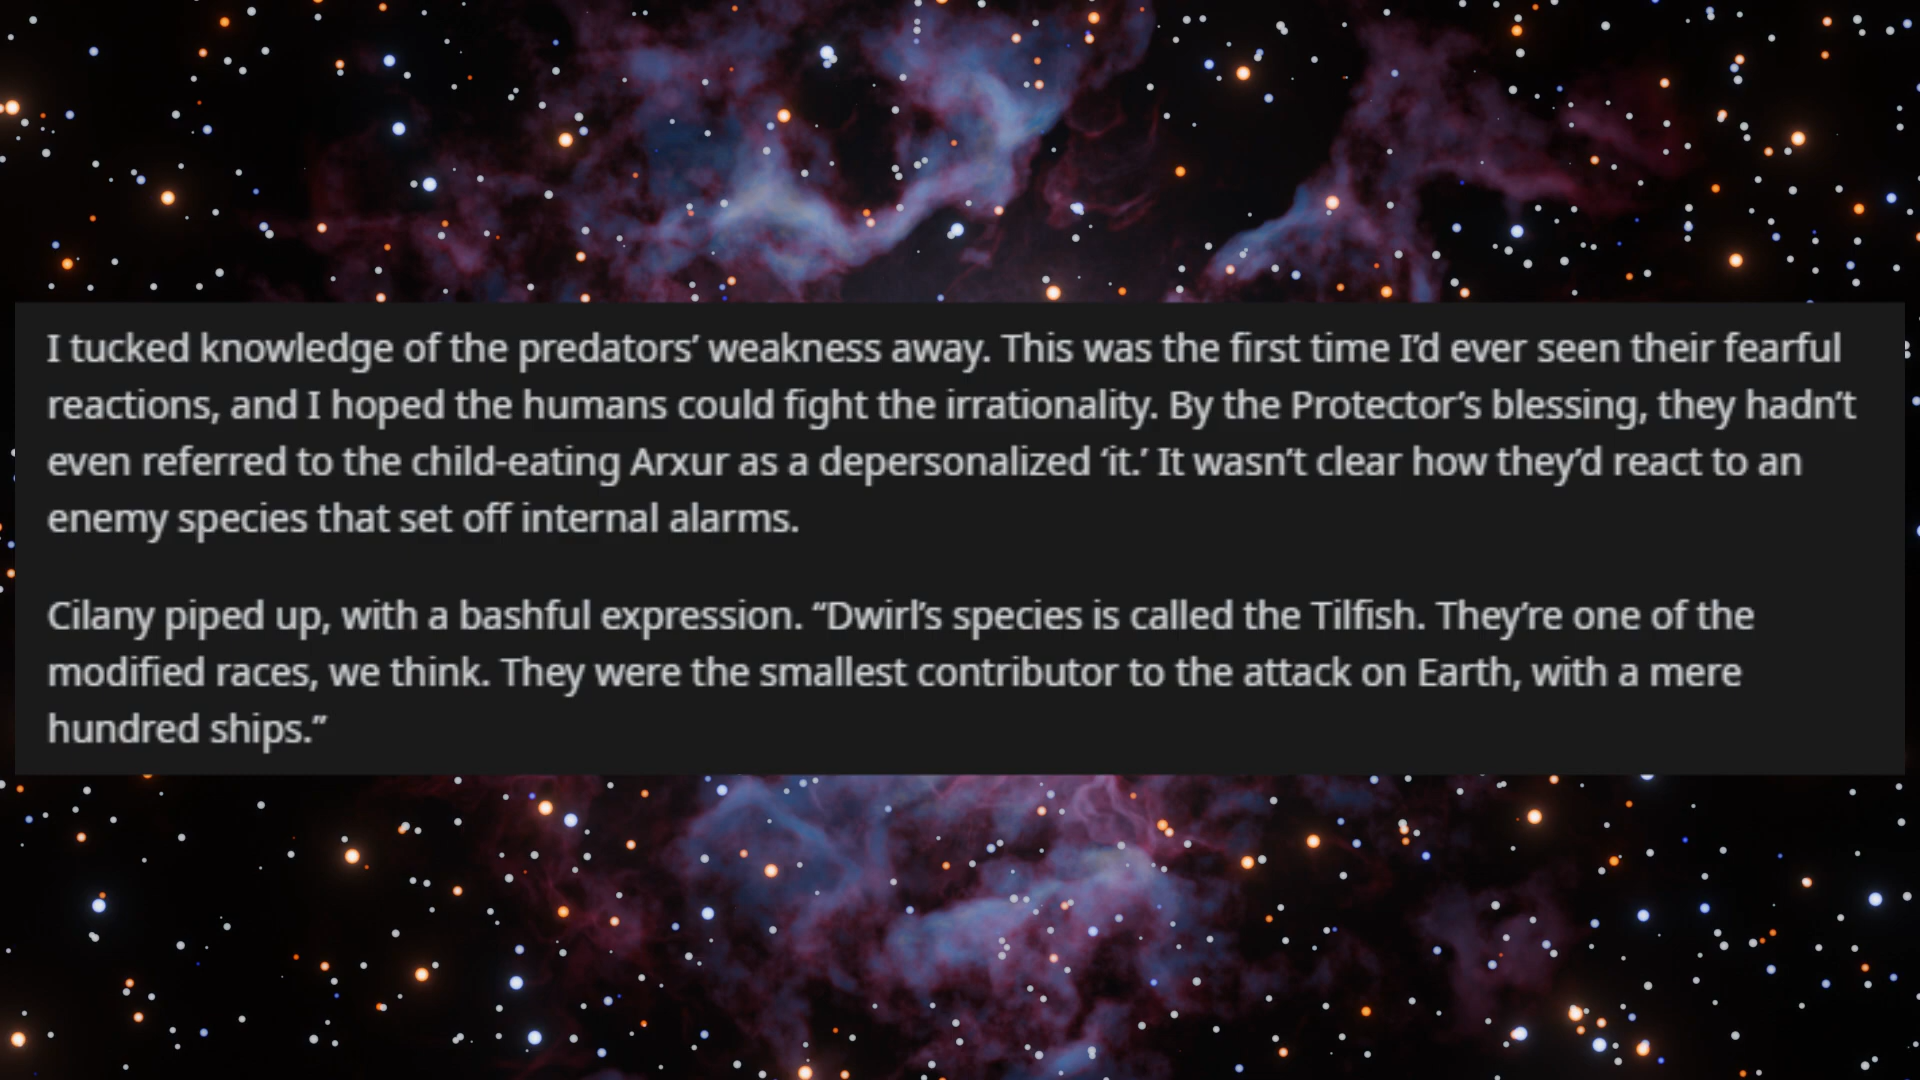 I tucked knowledge of the predators’ weakness away. This was the first time I’d ever seen their fearful
reactions, and I hoped the humans could fight the irrationality. By the Protector’s blessing, they hadn’t
even referred to the child-eating Arxur as a depersonalized ‘it.’ It wasn’t clear how they’d react to an
enemy species that set off internal alarms.
Cilany piped up, with a bashful expression. “Dwirl’s species is called the Tilfish. They’re one of the
modified races, we think. They were the smallest contributor to the attack on Earth, with a mere
hundred ships.”